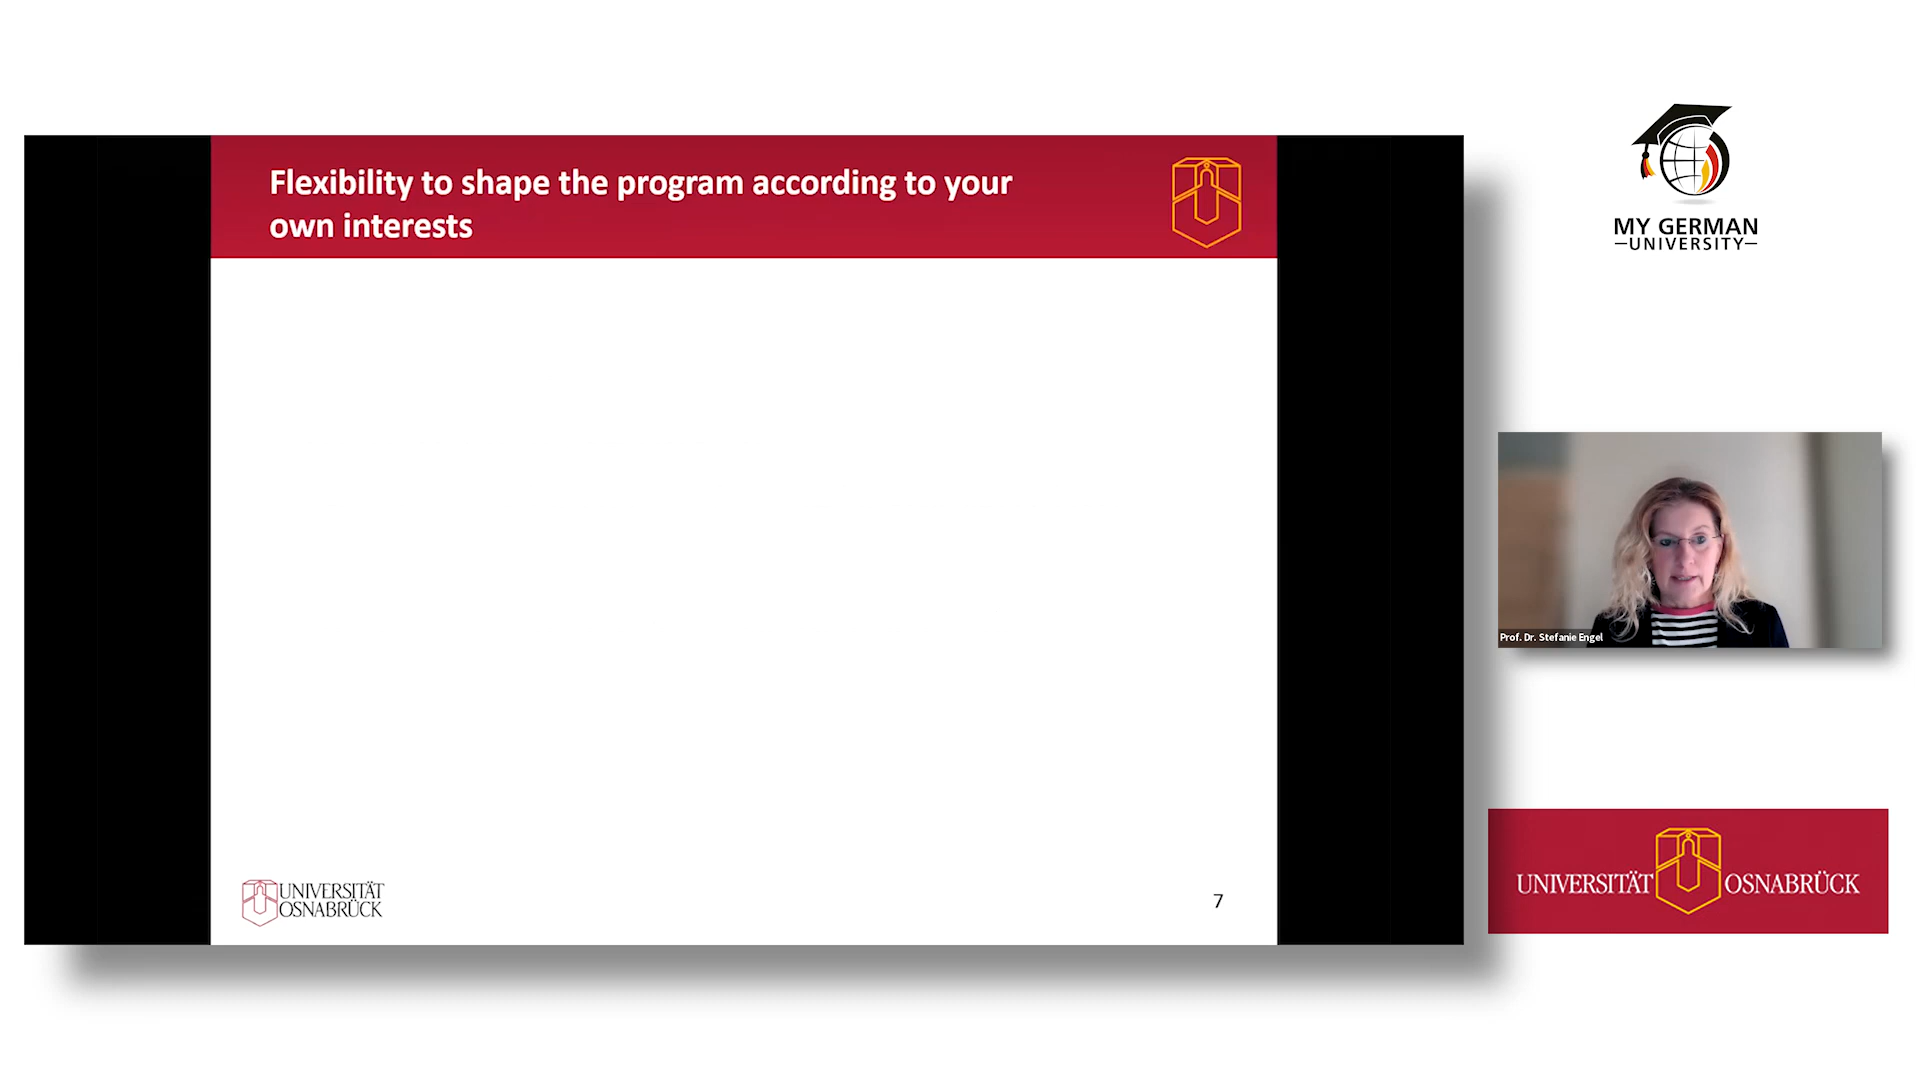 Flexibility to shape the program according to your
own interests
UNIVERSITÄT
OSNABRÜCK
7
MY GERMAN
UNIVERSITY
Prof. Dr. Stefanie Engel
UNIVERSITÄT OSNABRÜCK